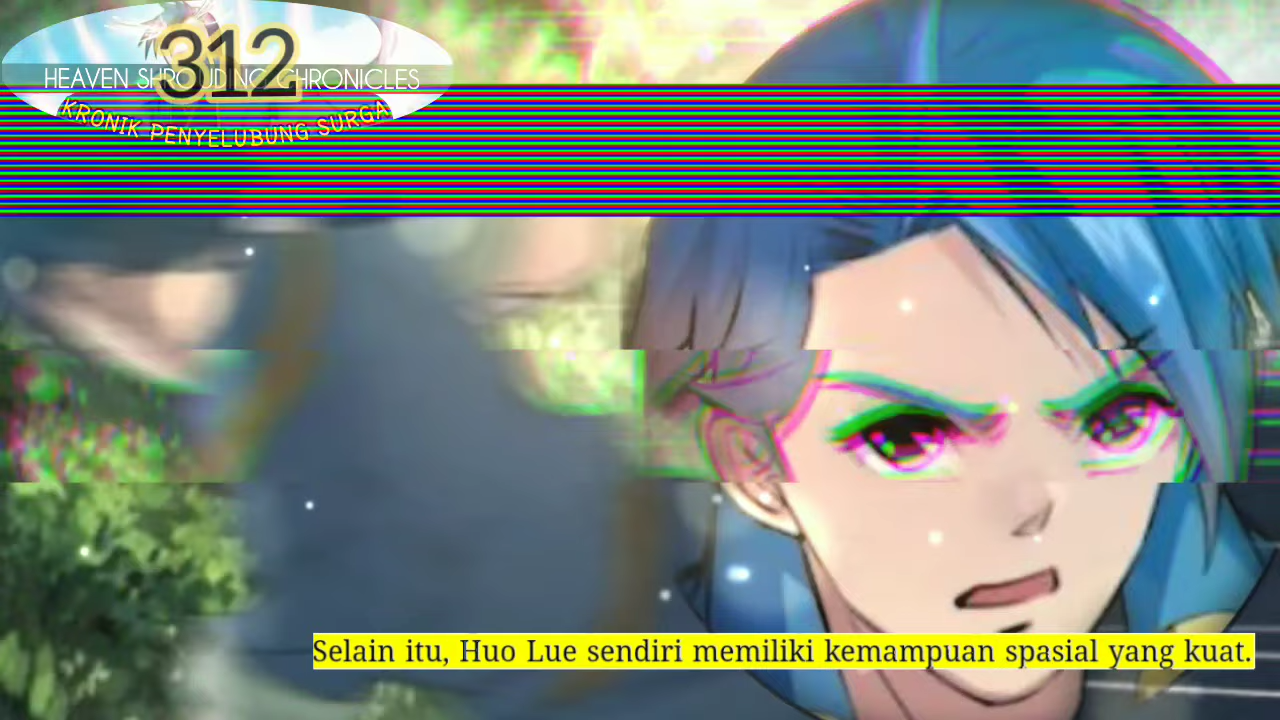 312
HEAVEN SHROUDING CHRONICLES
KRONIK PENYELUBUNG SURGA
Selain itu, Huo Lue sendiri memiliki kemampuan spasial yang kuat.